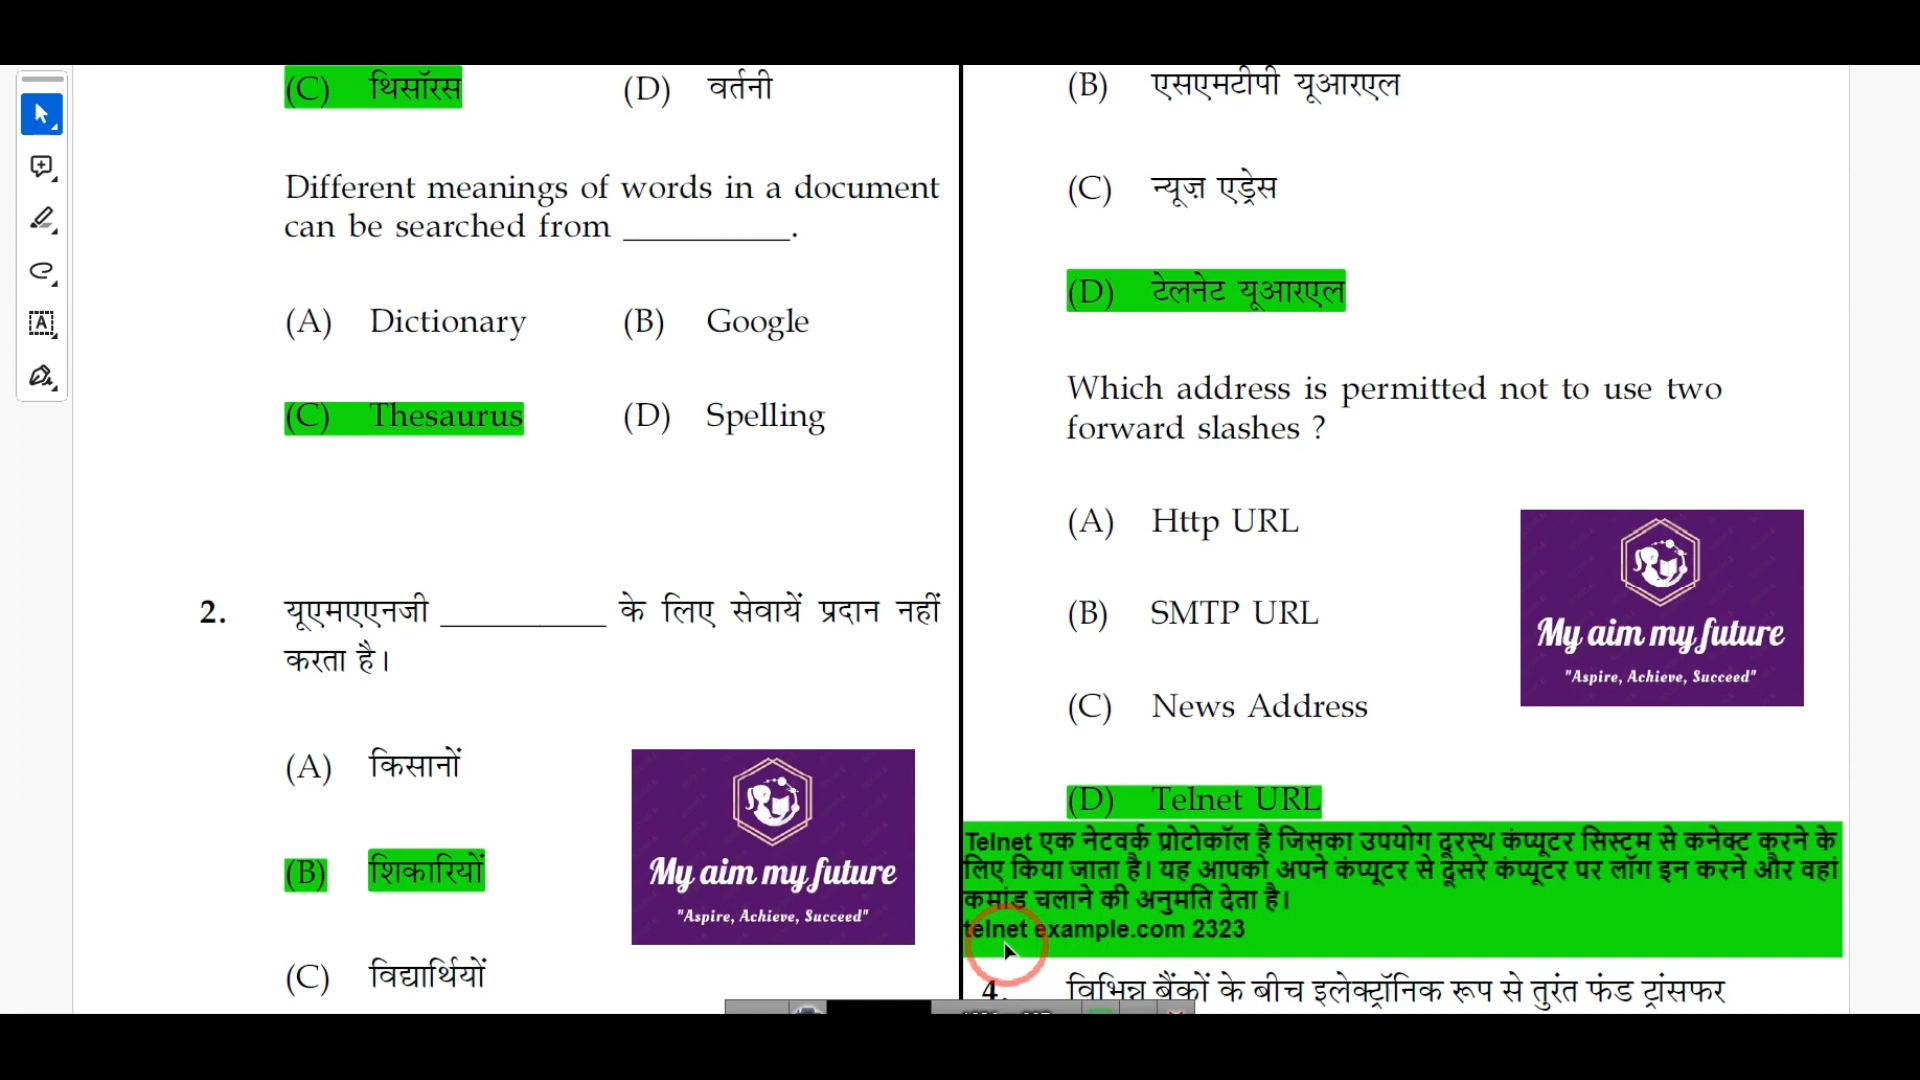 (C) थिसॉरस (D) वर्तनी
Different meanings of words in a document
can be searched from __________.
(A) Dictionary (B) Google
(C) Thesaurus (D) Spelling
2. यूएमएएनजी __________ के लिए सेवायें प्रदान नहीं
करता है।
(A) किसानों
(B) शिकारियों
(C) विद्यार्थियों
My aim my future
"Aspire, Achieve, Succeed"
(B) एसएमटीपी यूआरएल
(C) न्यूज़ एड्रेस
(D) टेलनेट यूआरएल
Which address is permitted not to use two
forward slashes ?
(A) Http URL
(B) SMTP URL
(C) News Address
(D) Telnet URL
My aim my future
"Aspire, Achieve, Succeed"
Telnet एक नेटवर्क प्रोटोकॉल है जिसका उपयोग दूरस्थ कंप्यूटर सिस्टम से कनेक्ट करने के
लिए किया जाता है। यह आपको अपने कंप्यूटर से दूसरे कंप्यूटर पर लॉग इन करने और वहां
कमांड चलाने की अनुमति देता है।
telnet example.com 2323
4. विभिन्न बैंकों के बीच इलेक्ट्रॉनिक रूप से तुरंत फंड ट्रांसफर